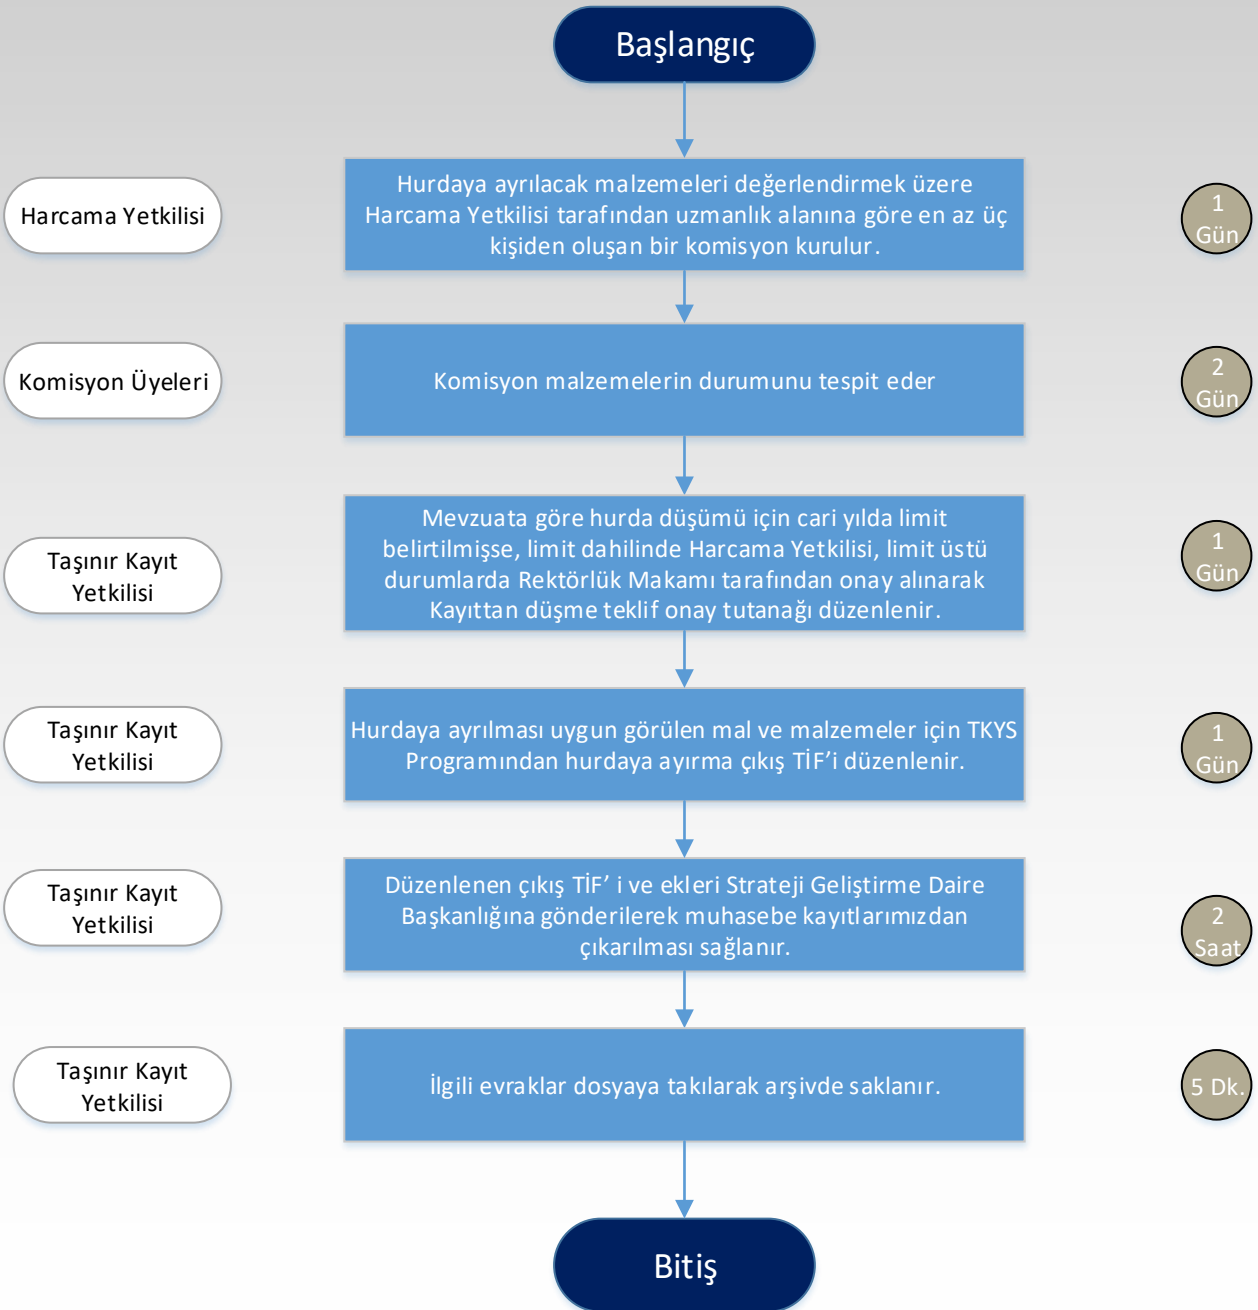 Başlangıç
Harcama Yetkilisi
Hurdaya ayrılacak malzemeleri değerlendirmek üzere
Harcama Yetkilisi tarafından uzmanlık alanına göre en az üç
kişiden oluşan bir komisyon kurulur.
1
Gün
Komisyon Üyeleri
Komisyon malzemelerin durumunu tespit eder
2
Gün
Taşınır Kayıt
Yetkilisi
Mevzuata göre hurda düşümü için cari yılda limit
belirtilmişse, limit dahilinde Harcama Yetkilisi, limit üstü
durumlarda Rektörlük Makamı tarafından onay alınarak
Kayıttan düşme teklif onay tutanağı düzenlenir.
1
Gün
Taşınır Kayıt
Yetkilisi
Hurdaya ayrılması uygun görülen mal ve malzemeler için TKYS
Programından hurdaya ayırma çıkış TİF’i düzenlenir.
1
Gün
Taşınır Kayıt
Yetkilisi
Düzenlenen çıkış TİF’ i ve ekleri Strateji Geliştirme Daire
Başkanlığına gönderilerek muhasebe kayıtlarımızdan
çıkarılması sağlanır.
2
Saat
Taşınır Kayıt
Yetkilisi
İlgili evraklar dosyaya takılarak arşivde saklanır.
5 Dk.
Bitiş